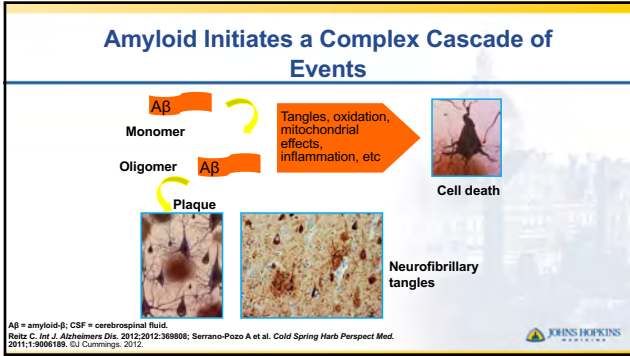 Amyloid Initiates a Complex Cascade of
Events
Aβ
Monomer
Oligomer
Aβ
Plaque
Tangles, oxidation,
mitochondrial
effects,
inflammation, etc
Cell death
Neurofibrillary
tangles
Aβ = amyloid-β; CSF = cerebrospinal fluid.
Reitz C. Int J. Alzheimers Dis. 2012;2012:369808; Serrano-Pozo A et al. Cold Spring Harb Perspect Med.
2011;1:9006189. ©J Cummings. 2012.
JOHNS HOPKINS
MEDICINE